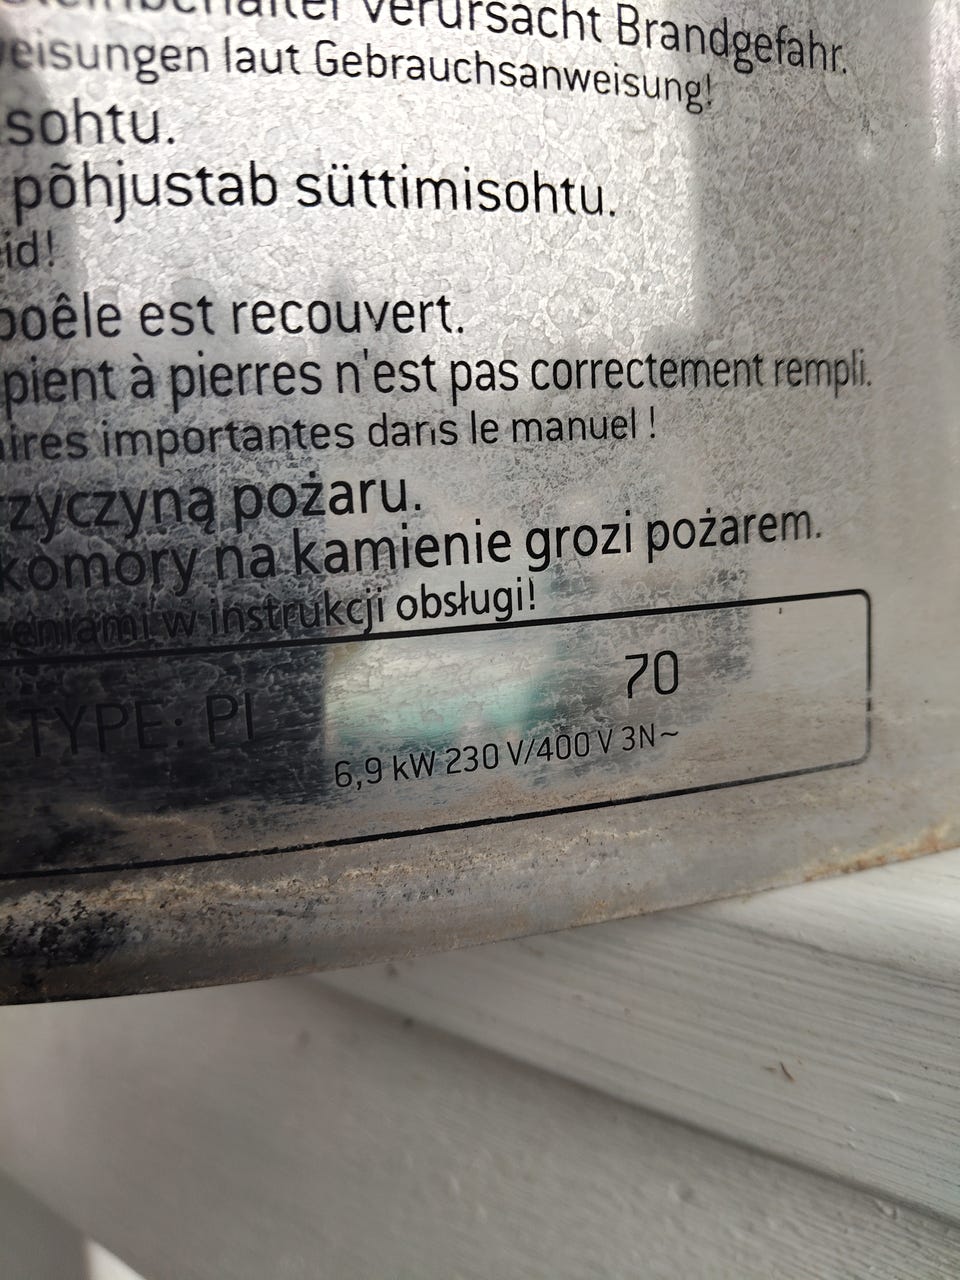 verursacht Brandgefahr.
laut Gebrauchsanweisung!
sohtu.
põhjustab süttimisohtu.
id!
poêle est recouvert.
pient à pierres n'est pas correctement rempli.
aires importantes dans le manuel !
zyczyną pożaru.
komory na kamienie grozi pożarem.
eniami w instrukcji obsługi!
TYPE: PI 70
6,9 kW 230 V/400 V 3N~